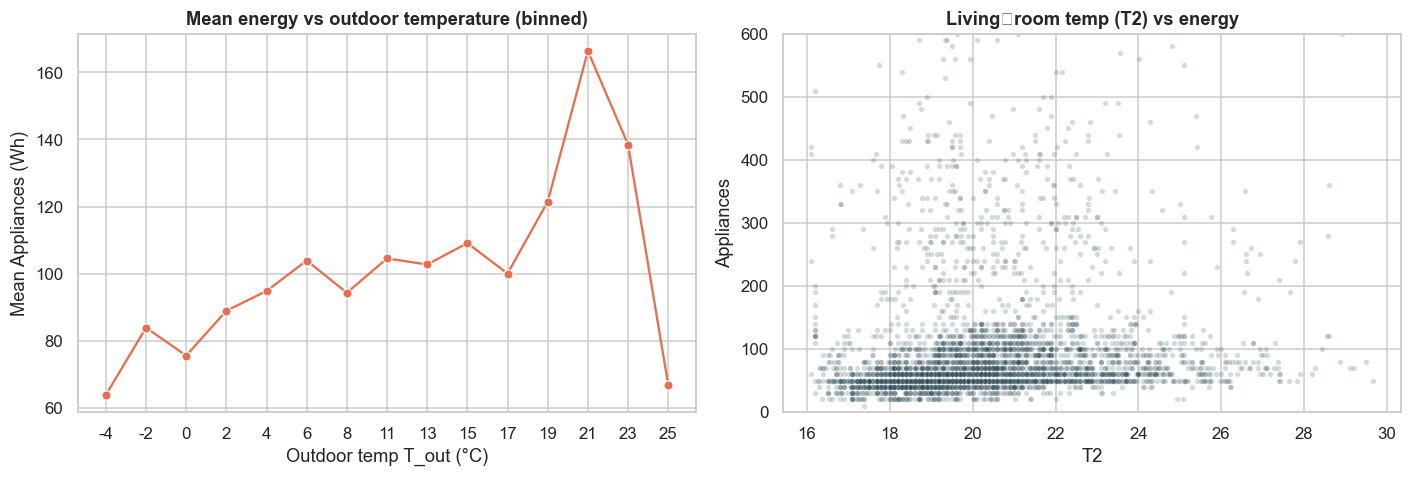 Mean energy vs outdoor temperature (binned)
Mean Appliances (Wh)
160
140
120
100
80
60
-4 -2 0 2 4 6 8 11 13 15 17 19 21 23 25
Outdoor temp T_out (°C)
Living▯room temp (T2) vs energy
Appliances
600
500
400
300
200
100
0
16 18 20 22 24 26 28 30
T2